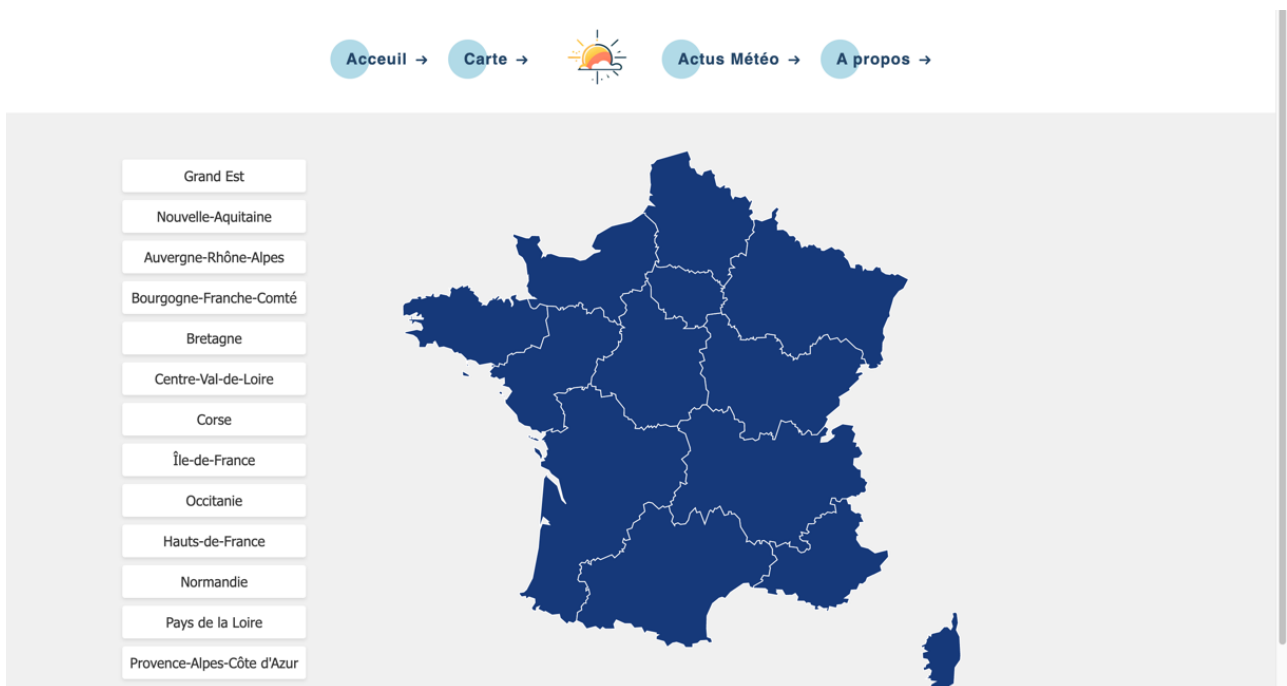 Acceuil →
Carte →
Actus Météo →
A propos →
Grand Est
Nouvelle-Aquitaine
Auvergne-Rhône-Alpes
Bourgogne-Franche-Comté
Bretagne
Centre-Val-de-Loire
Corse
Île-de-France
Occitanie
Hauts-de-France
Normandie
Pays de la Loire
Provence-Alpes-Côte d'Azur